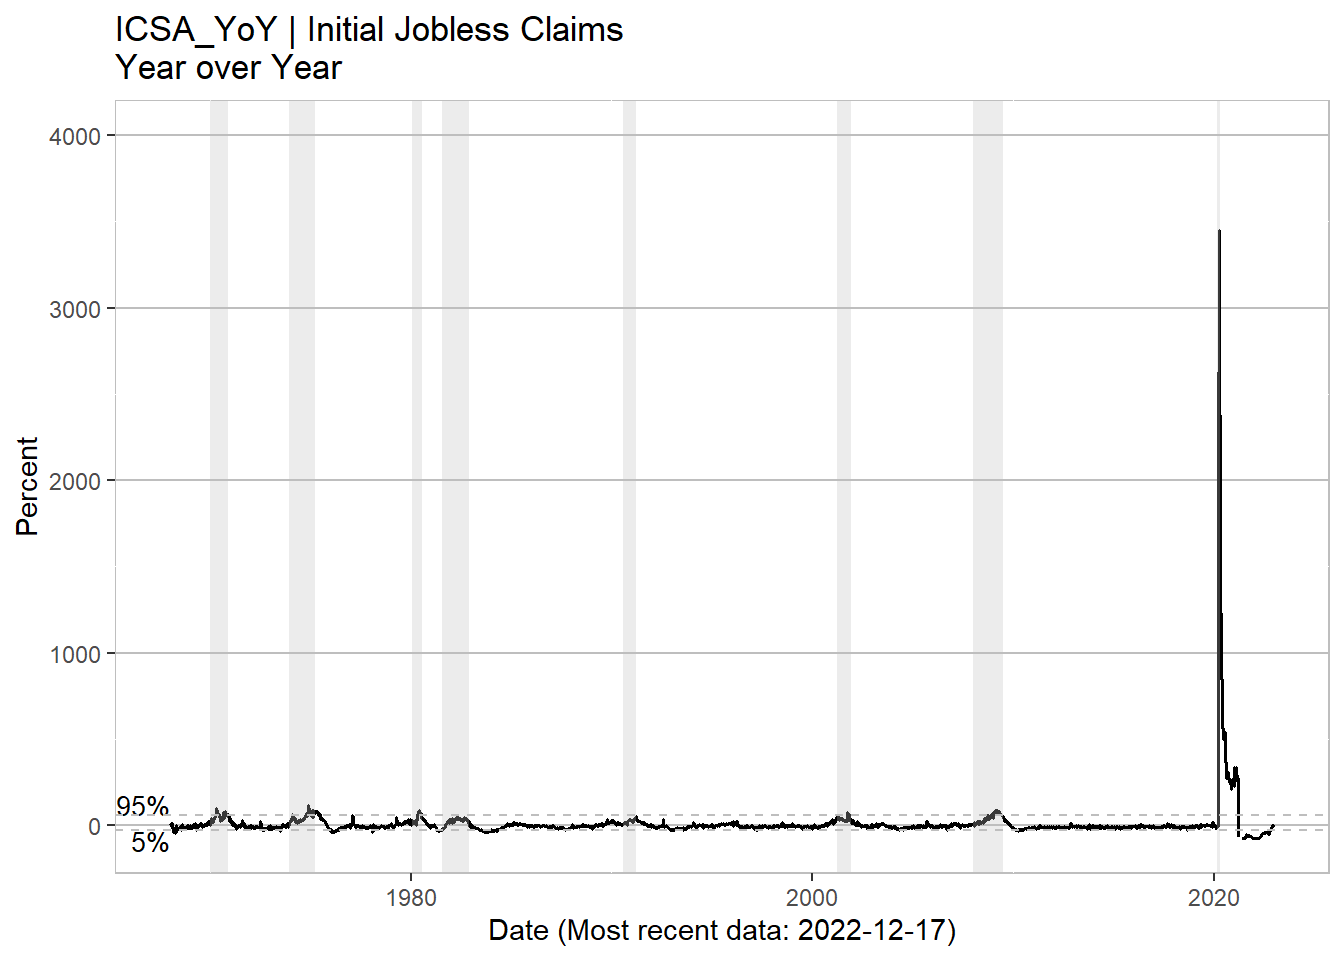 ICSA_YoY | Initial Jobless Claims
Year over Year
4000
3000
2000
1000
0
95%
5%
Percent
1980
2000
2020
Date (Most recent data: 2022-12-17)